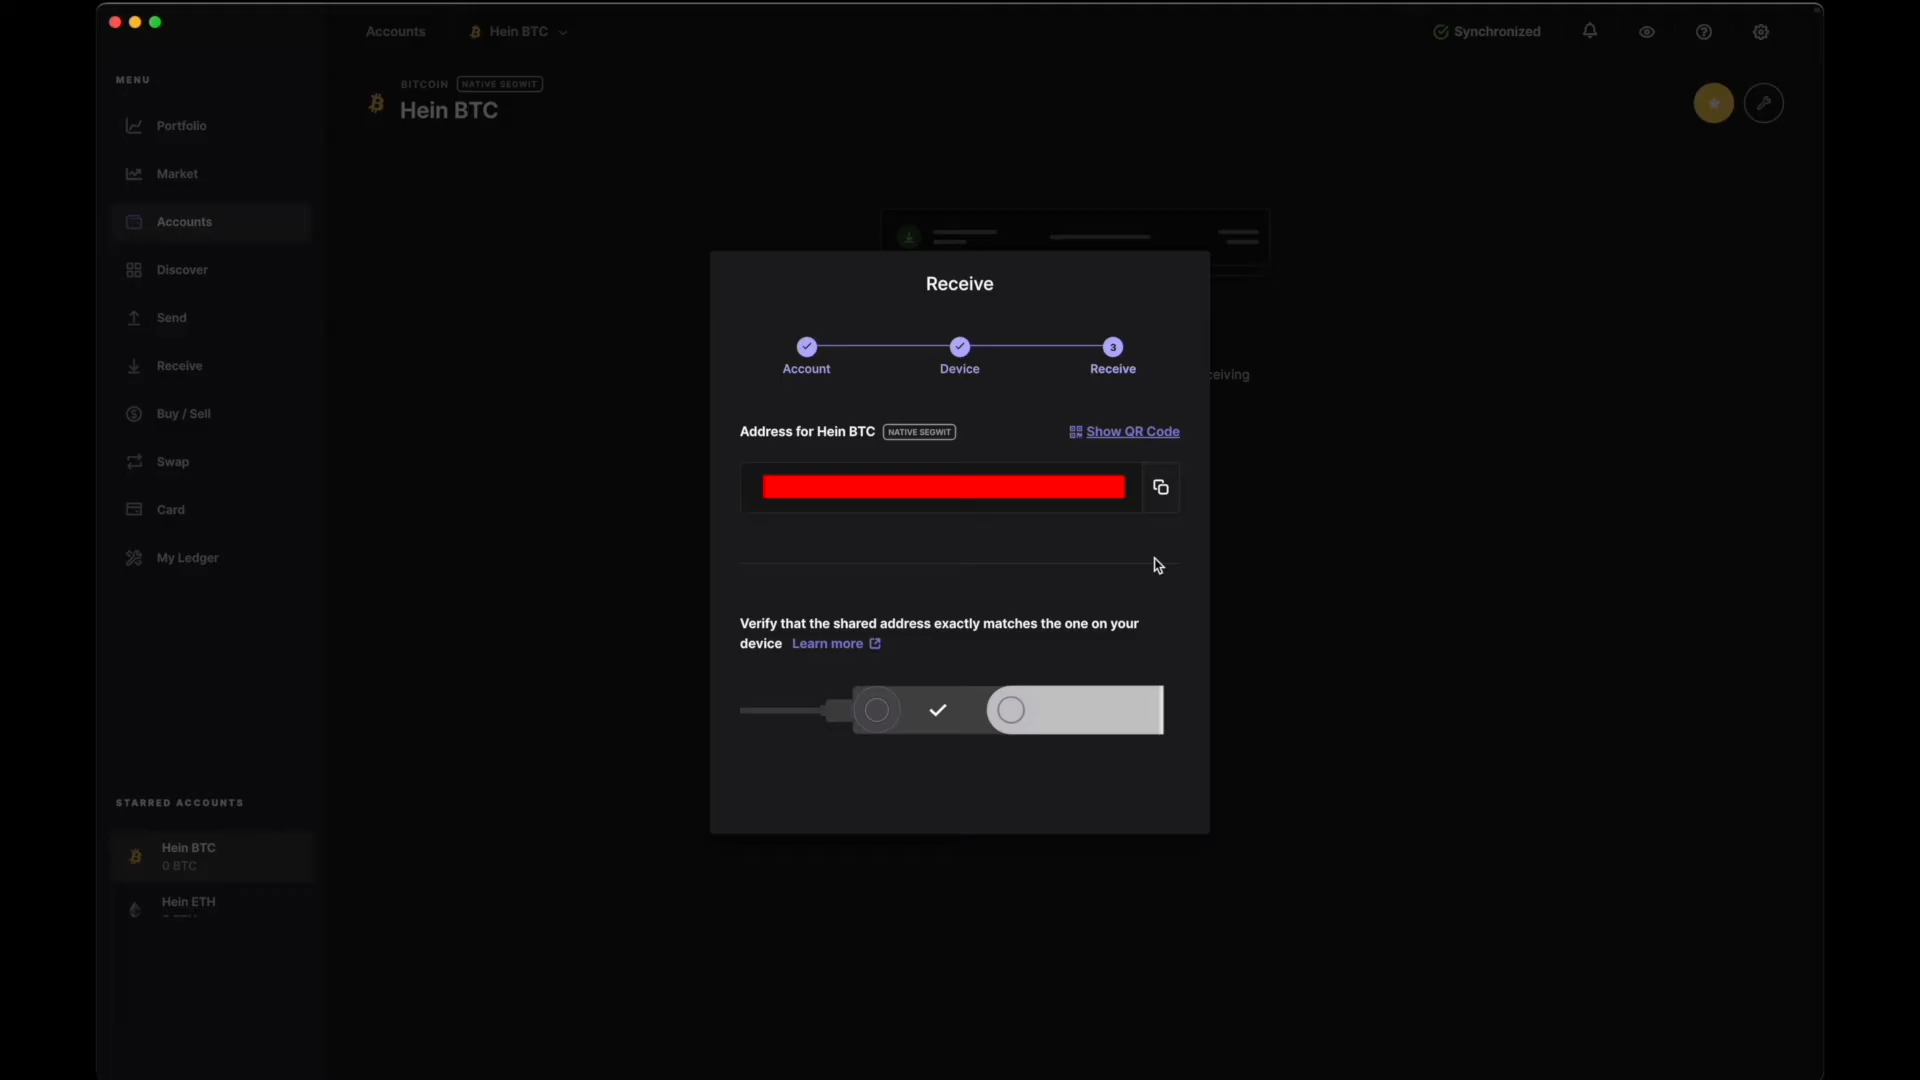 Accounts
Hein BTC
Synchronized
MENU
BITCOIN NATIVE SEGWIT
Hein BTC
Portfolio
Market
Accounts
Discover
Send
Receive
Buy / Sell
Swap
Card
My Ledger
Receive
3
Account
Device
Receive
ceiving
Address for Hein BTC NATIVE SEGWIT
Show QR Code
Verify that the shared address exactly matches the one on your
device Learn more
STARRED ACCOUNTS
Hein BTC
0 BTC
Hein ETH